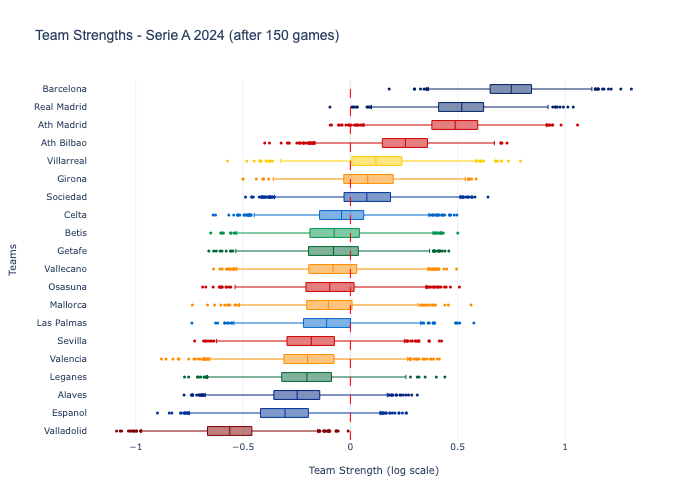 Team Strengths - Serie A 2024 (after 150 games)
Barcelona
Real Madrid
Ath Madrid
Ath Bilbao
Villarreal
Girona
Sociedad
Celta
Betis
Getafe
Vallecano
Osasuna
Mallorca
Las Palmas
Sevilla
Valencia
Leganes
Alaves
Espanol
Valladolid
Teams
−1
−0.5
0
0.5
1
Team Strength (log scale)